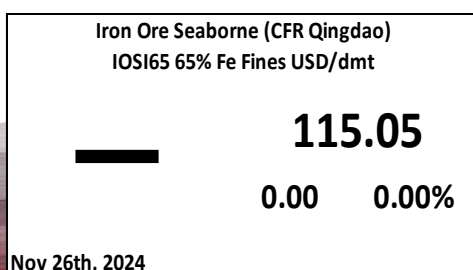 Iron Ore Seaborne (CFR Qingdao)
IOSI65 65% Fe Fines USD/dmt
115.05
0.00 0.00%
Nov 26th, 2024